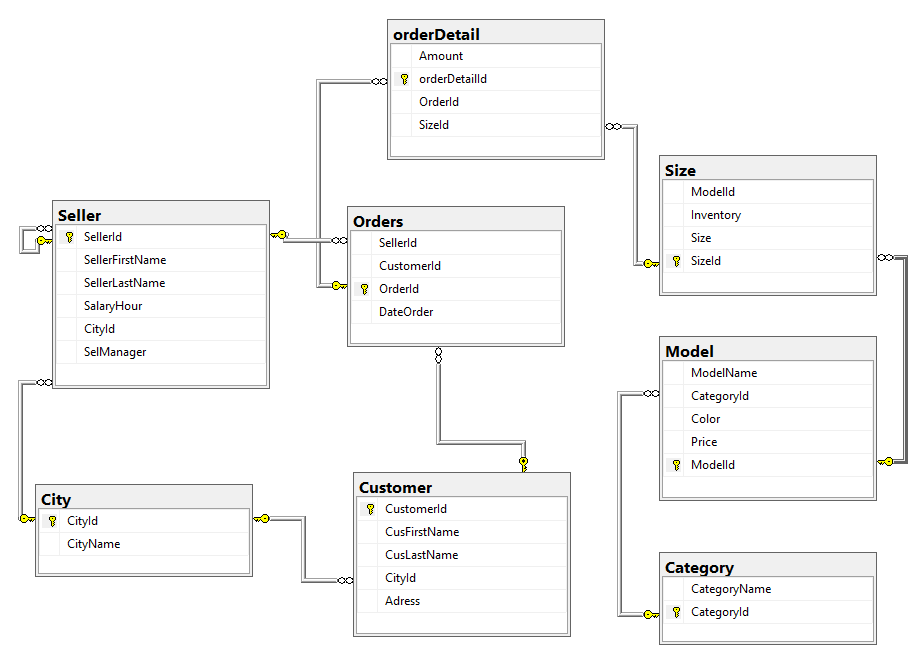 orderDetail
Amount
orderDetailId
OrderId
SizeId
Size
ModelId
Inventory
Size
SizeId
Seller
SellerId
SellerFirstName
SellerLastName
SalaryHour
CityId
SelManager
Orders
SellerId
CustomerId
OrderId
DateOrder
Model
ModelName
CategoryId
Color
Price
ModelId
City
CityId
CityName
Customer
CustomerId
CusFirstName
CusLastName
CityId
Adress
Category
CategoryName
CategoryId